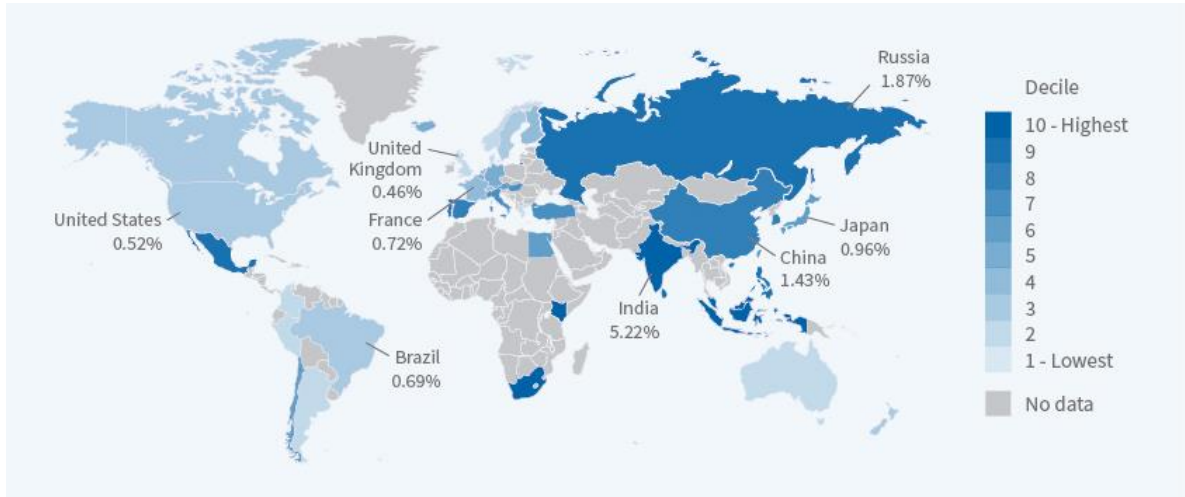 Russia
1.87%
United
Kingdom
0.46%
United States
0.52%
France
0.72%
Japan
0.96%
China
1.43%
India
5.22%
Brazil
0.69%
Decile
10 - Highest
9
8
7
6
5
4
3
2
1 - Lowest
No data